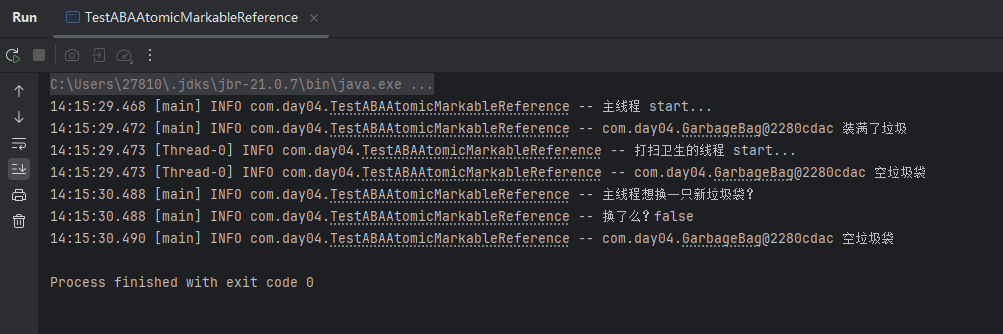 Run TestABAAtomicMarkableReference ×
C:\Users\27810\.jdks\jbr-21.0.7\bin\java.exe ...
14:15:29.468 [main] INFO com.day04.TestABAAtomicMarkableReference -- 主线程 start...
14:15:29.472 [main] INFO com.day04.TestABAAtomicMarkableReference -- com.day04.GarbageBag@2280cdac 装满了垃圾
14:15:29.473 [Thread-0] INFO com.day04.TestABAAtomicMarkableReference -- 打扫卫生的线程 start...
14:15:29.473 [Thread-0] INFO com.day04.TestABAAtomicMarkableReference -- com.day04.GarbageBag@2280cdac 空垃圾袋
14:15:30.488 [main] INFO com.day04.TestABAAtomicMarkableReference -- 主线程想换一只新垃圾袋？
14:15:30.488 [main] INFO com.day04.TestABAAtomicMarkableReference -- 换了么？false
14:15:30.490 [main] INFO com.day04.TestABAAtomicMarkableReference -- com.day04.GarbageBag@2280cdac 空垃圾袋
Process finished with exit code 0